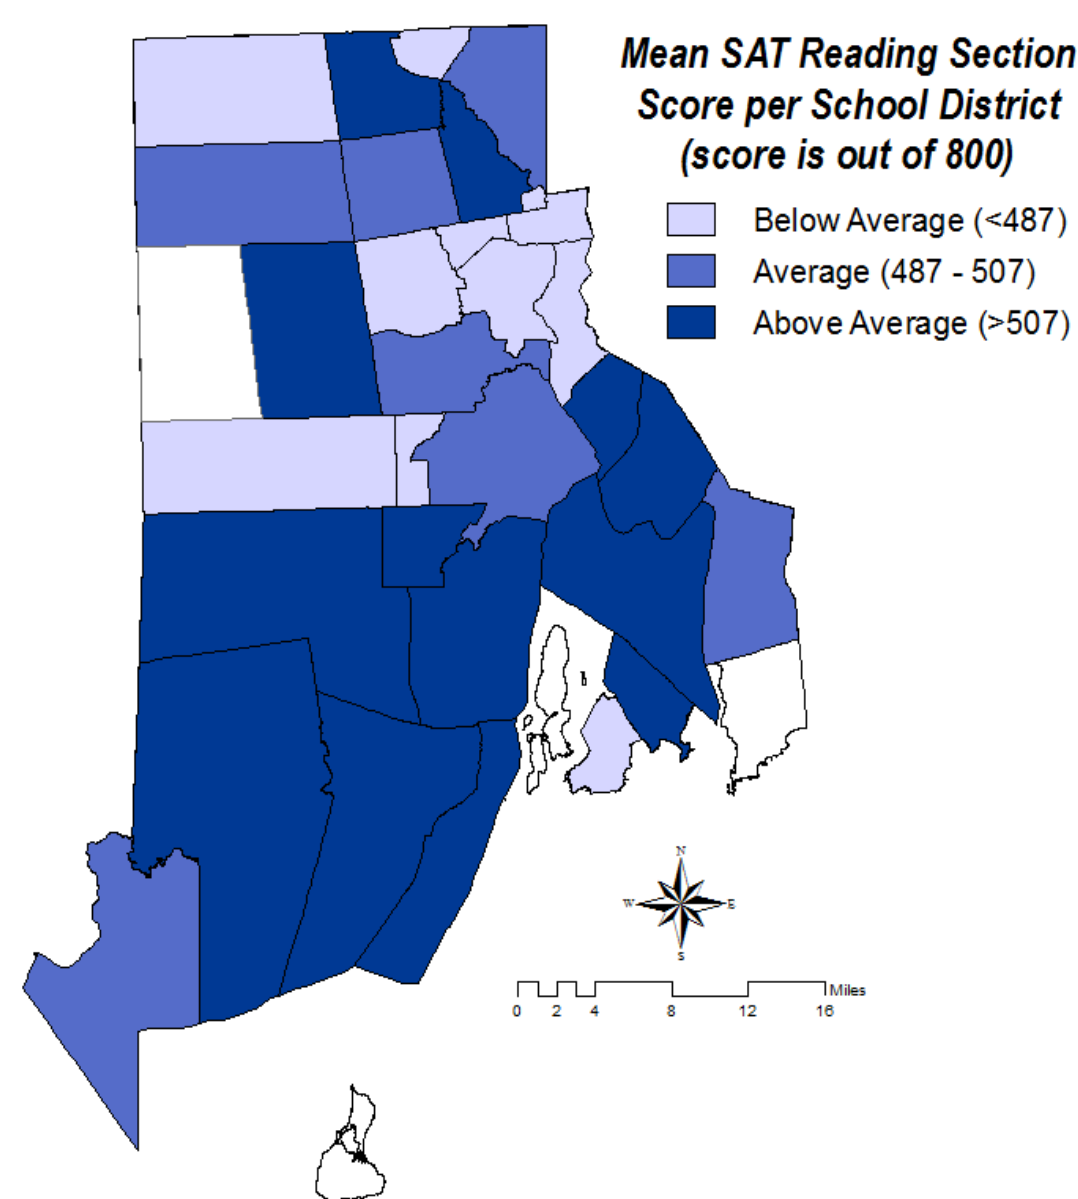 Mean SAT Reading Section
Score per School District
(score is out of 800)
Below Average (<487)
Average (487 - 507)
Above Average (>507)
N
W
E
S
Miles
0 2 4 8 12 16